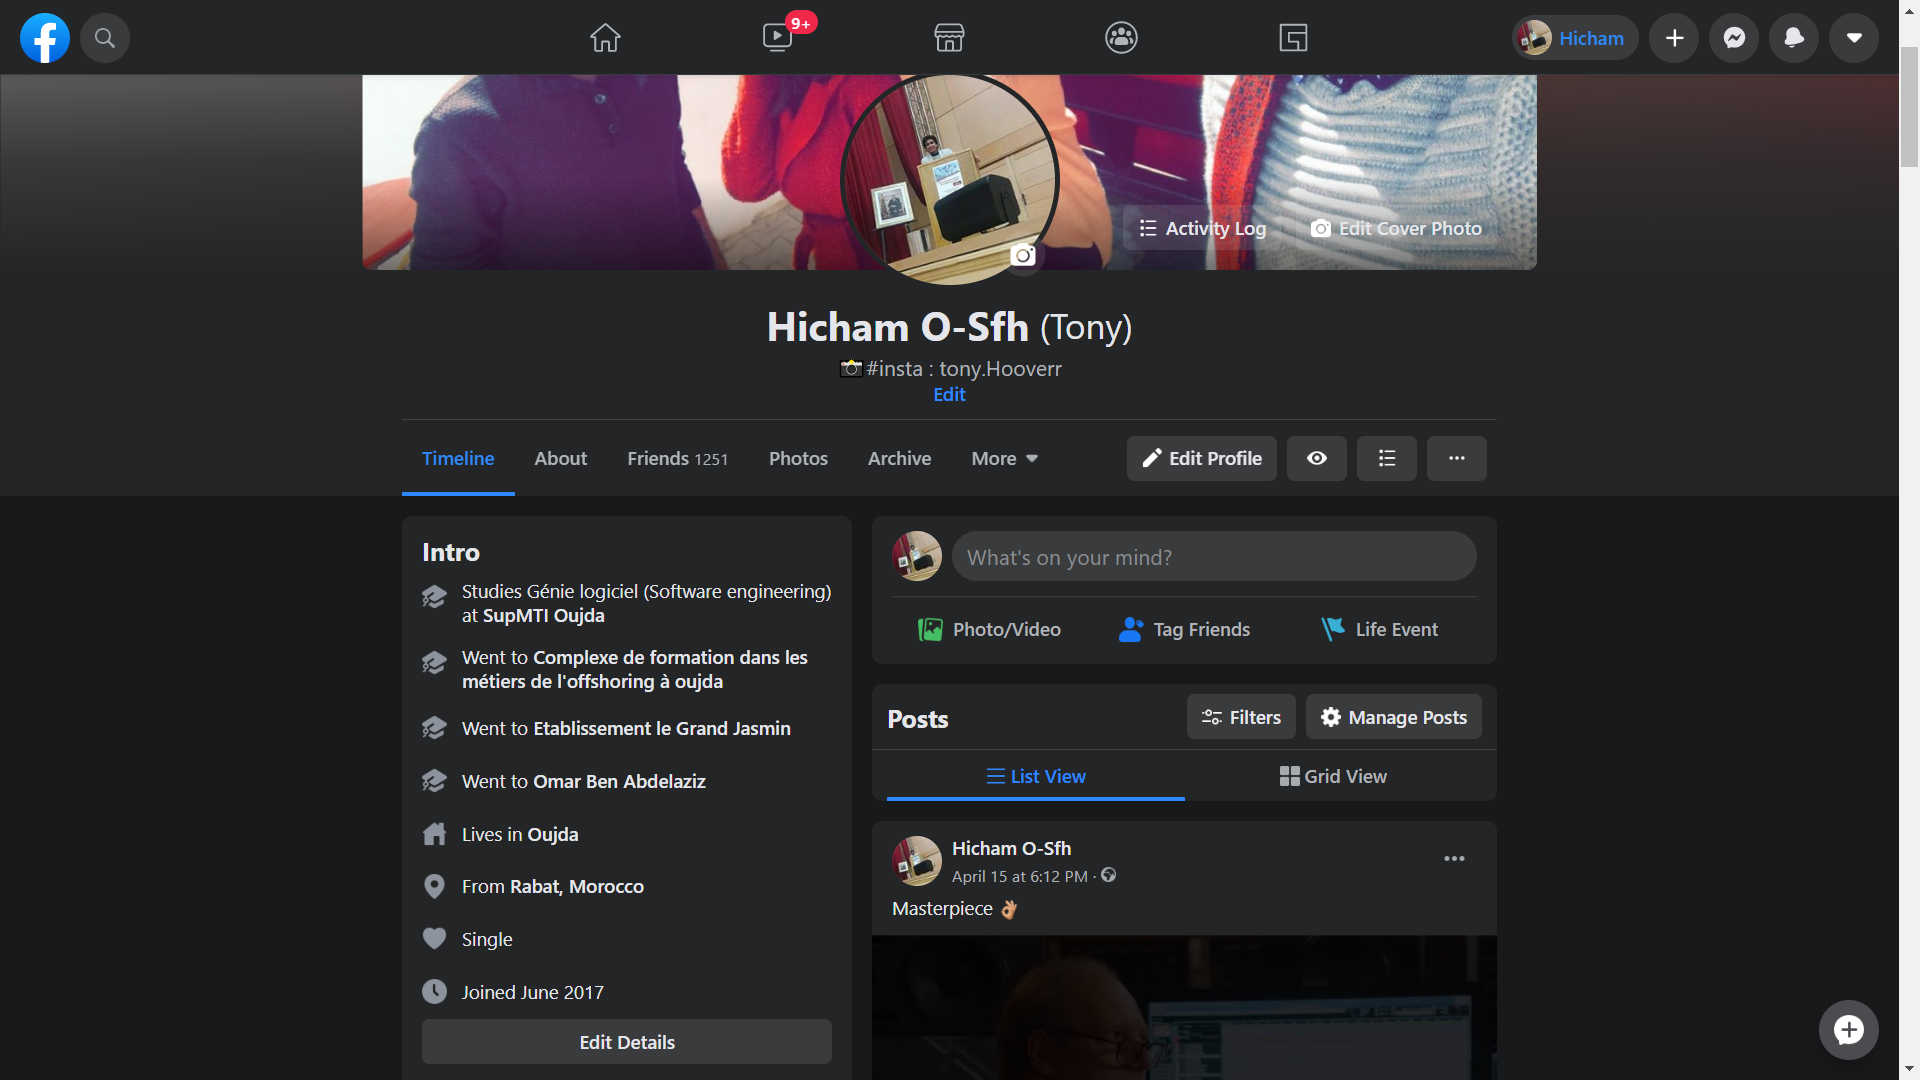 9+
Hicham
Activity Log
Edit Cover Photo
Hicham O-Sfh (Tony)
📷#insta : tony.Hooverr
Edit
Timeline
About
Friends 1251
Photos
Archive
More
Edit Profile
Intro
Studies Génie logiciel (Software engineering)
at SupMTI Oujda
Went to Complexe de formation dans les
métiers de l'offshoring à oujda
Went to Etablissement le Grand Jasmin
Went to Omar Ben Abdelaziz
Lives in Oujda
From Rabat, Morocco
Single
Joined June 2017
Edit Details
What's on your mind?
Photo/Video
Tag Friends
Life Event
Posts
Filters
Manage Posts
List View
Grid View
Hicham O-Sfh
April 15 at 6:12 PM ·
Masterpiece 👌🏽